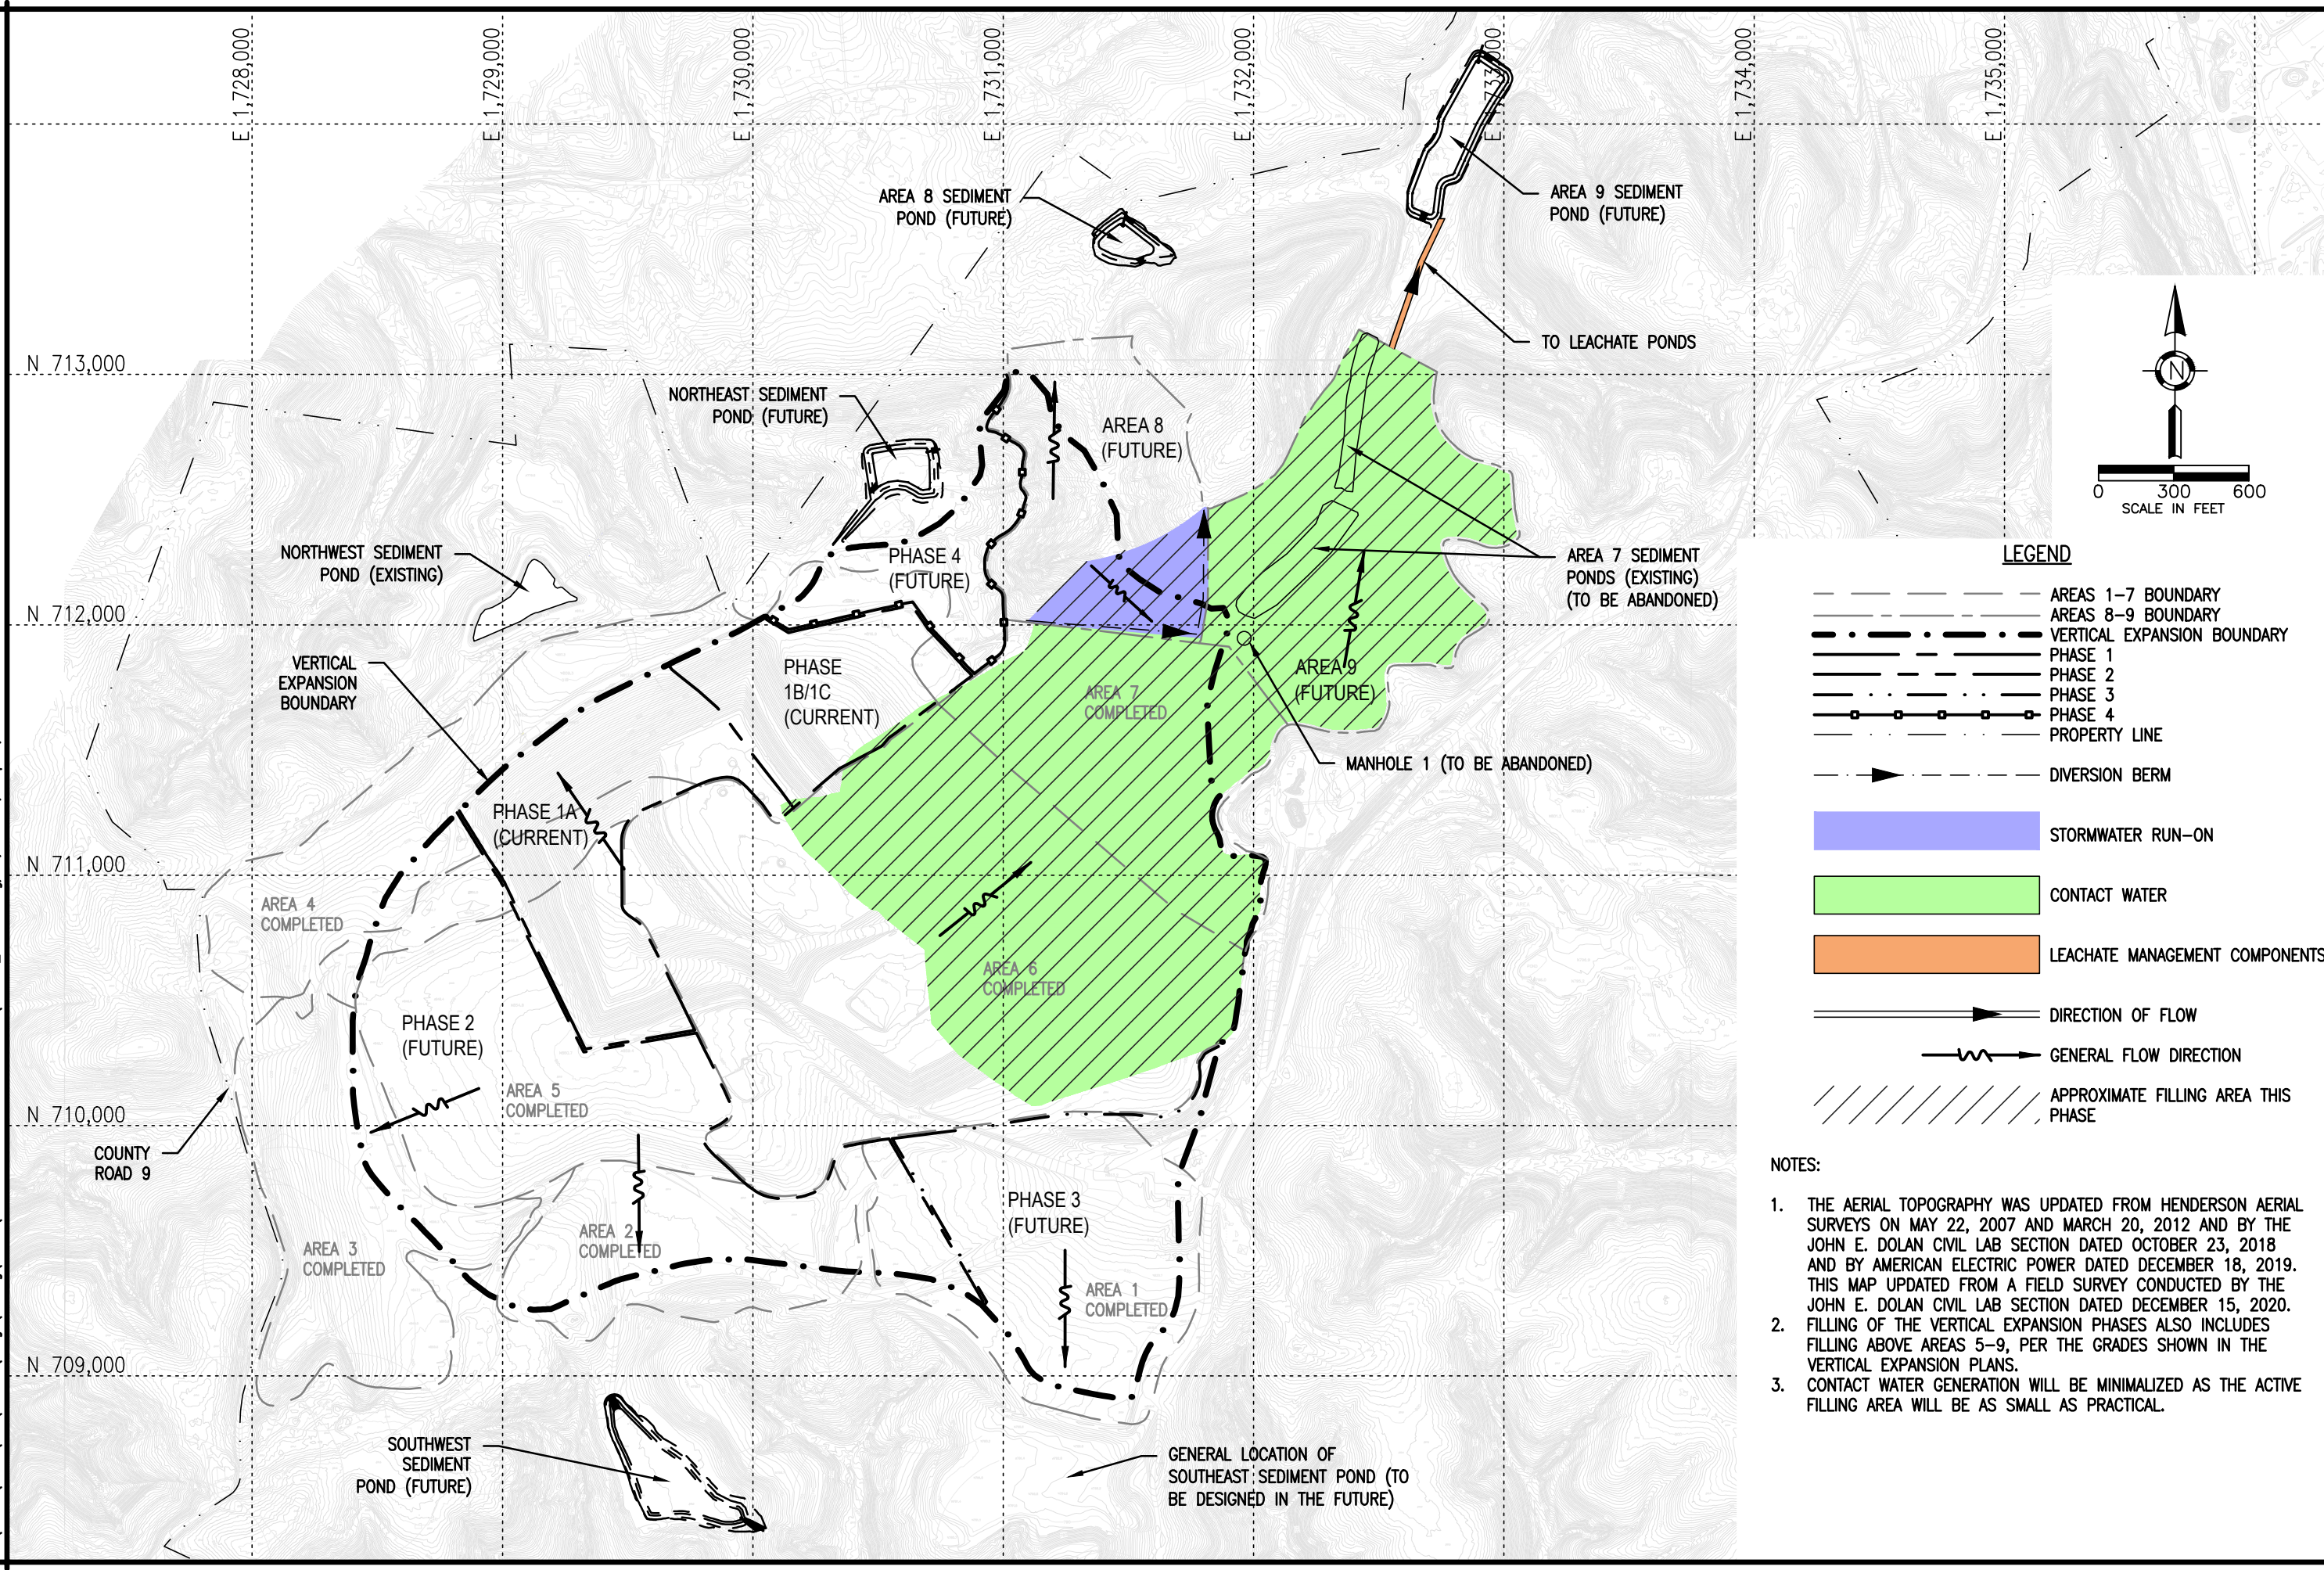 E 1,728,000
E 1,729,000
E 1,730,000
E 1,731,000
E 1,732,000
E 1,733,000
E 1,734,000
E 1,735,000
AREA 8 SEDIMENT
POND (FUTURE)
AREA 9 SEDIMENT
POND (FUTURE)
TO LEACHATE PONDS
N 713,000
NORTHEAST SEDIMENT
POND (FUTURE)
AREA 8
(FUTURE)
NORTHWEST SEDIMENT
POND (EXISTING)
PHASE 4
(FUTURE)
AREA 7 SEDIMENT
PONDS (EXISTING)
(TO BE ABANDONED)
N 712,000
VERTICAL
EXPANSION
BOUNDARY
PHASE
1B/1C
(CURRENT)
AREA 7
COMPLETED
AREA 9
(FUTURE)
MANHOLE 1 (TO BE ABANDONED)
PHASE 1A
(CURRENT)
N 711,000
AREA 4
COMPLETED
AREA 6
COMPLETED
PHASE 2
(FUTURE)
AREA 5
COMPLETED
N 710,000
COUNTY
ROAD 9
PHASE 3
(FUTURE)
AREA 2
COMPLETED
AREA 3
COMPLETED
AREA 1
COMPLETED
N 709,000
SOUTHWEST
SEDIMENT
POND (FUTURE)
GENERAL LOCATION OF
SOUTHEAST SEDIMENT POND (TO
BE DESIGNED IN THE FUTURE)
N
0 300 600
SCALE IN FEET
LEGEND
AREAS 1-7 BOUNDARY
AREAS 8-9 BOUNDARY
VERTICAL EXPANSION BOUNDARY
PHASE 1
PHASE 2
PHASE 3
PHASE 4
PROPERTY LINE
DIVERSION BERM
STORMWATER RUN-ON
CONTACT WATER
LEACHATE MANAGEMENT COMPONENTS
DIRECTION OF FLOW
GENERAL FLOW DIRECTION
APPROXIMATE FILLING AREA THIS
PHASE
NOTES:
1. THE AERIAL TOPOGRAPHY WAS UPDATED FROM HENDERSON AERIAL
SURVEYS ON MAY 22, 2007 AND MARCH 20, 2012 AND BY THE
JOHN E. DOLAN CIVIL LAB SECTION DATED OCTOBER 23, 2018
AND BY AMERICAN ELECTRIC POWER DATED DECEMBER 18, 2019.
THIS MAP UPDATED FROM A FIELD SURVEY CONDUCTED BY THE
JOHN E. DOLAN CIVIL LAB SECTION DATED DECEMBER 15, 2020.
2. FILLING OF THE VERTICAL EXPANSION PHASES ALSO INCLUDES
FILLING ABOVE AREAS 5-9, PER THE GRADES SHOWN IN THE
VERTICAL EXPANSION PLANS.
3. CONTACT WATER GENERATION WILL BE MINIMALIZED AS THE ACTIVE
FILLING AREA WILL BE AS SMALL AS PRACTICAL.